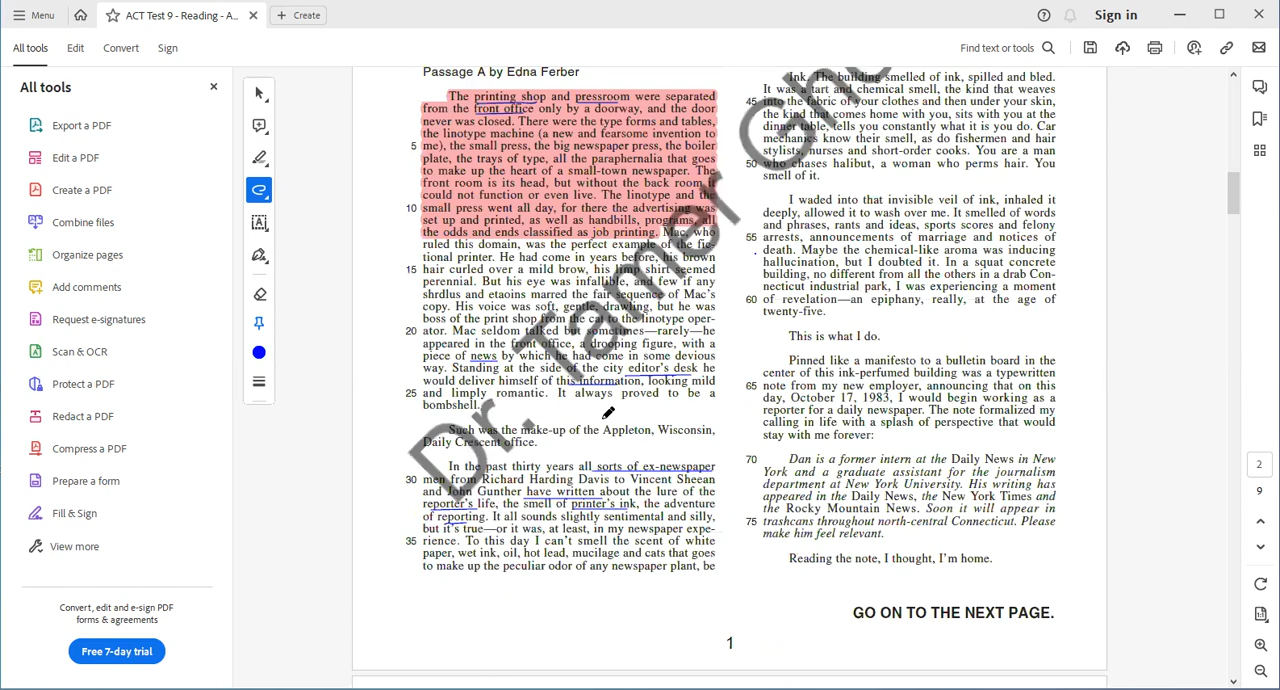 Menu
ACT Test 9 - Reading - A...
Create
Sign in
All tools
Edit
Convert
Sign
Find text or tools
All tools
Export a PDF
Edit a PDF
Create a PDF
Combine files
Organize pages
Add comments
Request e-signatures
Scan & OCR
Protect a PDF
Redact a PDF
Compress a PDF
Prepare a form
Fill & Sign
View more
Convert, edit and e-sign PDF
forms & agreements
Free 7-day trial
Passage A by Edna Ferber
The printing shop and pressroom were separated
from the front office only by a doorway, and the door
never was closed. There were the type forms and tables,
the linotype machine (a new and fearsome invention to
5 me), the small press, the big newspaper press, the boiler
plate, the trays of type, all the paraphernalia that goes
to make up the heart of a small-town newspaper. The
front room is its head, but without the back room it
could not function or even live. The linotype and the
10 small press went all day, for there the advertising was
set up and printed, as well as handbills, programs, all
the odds and ends classified as job printing. Mac, who
ruled this domain, was the perfect example of the fic-
tional printer. He had come in years before, his brown
15 hair curled over a mild brow, his limp shirt seemed
perennial. But his eye was infallible, and few if any
shrdlus and etaoins marred the fair sequence of Mac's
copy. His voice was soft, gentle, drawling, but he was
boss of the print shop from the cat to the linotype oper-
20 ator. Mac seldom talked but sometimes—rarely—he
appeared in the front office, a drooping figure, with a
piece of news by which he had come in some devious
way. Standing at the side of the city editor's desk he
would deliver himself of this information, looking mild
25 and limply romantic. It always proved to be a
bombshell.
Such was the make-up of the Appleton, Wisconsin,
Daily Crescent office.
In the past thirty years all sorts of ex-newspaper
30 men from Richard Harding Davis to Vincent Sheean
and John Gunther have written about the lure of the
reporter's life, the smell of printer's ink, the adventure
of reporting. It all sounds slightly sentimental and silly,
but it's true—or it was, at least, in my newspaper expe-
35 rience. To this day I can't smell the scent of white
paper, wet ink, oil, hot lead, mucilage and cats that goes
to make up the peculiar odor of any newspaper plant, be
Ink. The building smelled of ink, spilled and bled.
It was a tart and chemical smell, the kind that weaves
45 into the fabric of your clothes and then under your skin,
the kind that comes home with you, sits with you at the
dinner table, tells you constantly what it is you do. Car
mechanics know their smell, as do fishermen and hair
stylists, nurses and short-order cooks. You are a man
50 who chases halibut, a woman who perms hair. You
smell of it.
I waded into that invisible veil of ink, inhaled it
deeply, allowed it to wash over me. It smelled of words
and phrases, rants and ideas, sports scores and felony
55 arrests, announcements of marriage and notices of
death. Maybe the chemical-like aroma was inducing
hallucination, but I doubted it. In a squat concrete
building, no different from all the others in a drab Con-
necticut industrial park, I was experiencing a moment
60 of revelation—an epiphany, really, at the age of
twenty-five.
This is what I do.
Pinned like a manifesto to a bulletin board in the
center of this ink-perfumed building was a typewritten
65 note from my new employer, announcing that on this
day, October 17, 1983, I would begin working as a
reporter for a daily newspaper. The note formalized my
calling in life with a splash of perspective that would
stay with me forever:
70 Dan is a former intern at the Daily News in New
York and a graduate assistant for the journalism
department at New York University. His writing has
appeared in the Daily News, the New York Times and
the Rocky Mountain News. Soon it will appear in
75 trashcans throughout north-central Connecticut. Please
make him feel relevant.
Reading the note, I thought, I'm home.
GO ON TO THE NEXT PAGE.
1
2
9